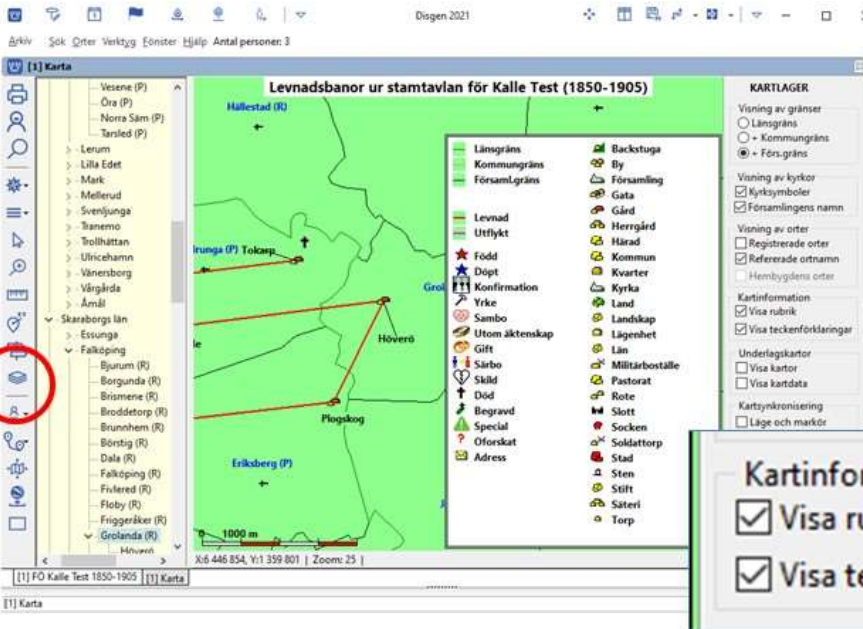 Disgen 2021
Arkiv Sök Orter Verktyg Fönster Hjälp Antal personer: 3
[1] Karta
Vesene (P)
Öra (P)
Norra Säm (P)
Tarsled (P)
Lerum
Lilla Edet
Mark
Mellerud
Svenljunga
Tranemo
Trollhättan
Ulricehamn
Vänersborg
Vårgårda
Åmål
Skaraborgs län
Essunga
Falköping
Bjurum (R)
Borgunda (R)
Brismene (R)
Broddetorp (R)
Brunnhem (R)
Börstig (R)
Dala (R)
Falköping (R)
Fivlered (R)
Floby (R)
Friggeråker (R)
Grolanda (R)
Höverö
Levnadsbanor ur stamtavlan för Kalle Test (1850-1905)
Hällestad (R)
runga (P) Tokarp
Grol
Höverö
Plogskog
Eriksberg (P)
0 1000 m
X:6 446 854, Y:1 359 801 | Zoom: 25 |
Länsgräns
Kommungräns
Församl.gräns
Levnad
Utflykt
Född
Döpt
Konfirmation
Yrke
Sambo
Utom äktenskap
Gift
Särbo
Skild
Död
Begravd
Special
Oforskat
Adress
Backstuga
By
Församling
Gata
Gård
Herrgård
Härad
Kommun
Kvarter
Kyrka
Land
Landskap
Lägenhet
Län
Militärboställe
Pastorat
Rote
Slott
Socken
Soldattorp
Stad
Sten
Stift
Säteri
Torp
KARTLAGER
Visning av gränser
Länsgräns
+ Kommungräns
+ Förs.gräns
Visning av kyrkor
Kyrksymboler
Församlingens namn
Visning av orter
Registrerade orter
Refererade ortnamn
Hembygdens orter
Kartinformation
Visa rubrik
Visa teckenförklaringar
Underlagskartor
Visa kartor
Visa kartdata
Kartsynkronisering
Läge och markör
Kartinfor
Visa ru
Visa te
[1] FÖ Kalle Test 1850-1905 [1] Karta
[1] Karta